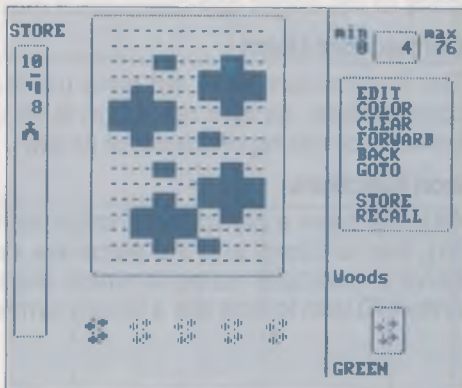 STORE
min max
0 4 76
10
8
EDIT
COLOR
CLEAR
FORWARD
BACK
GOTO
STORE
RECALL
Woods
GREEN